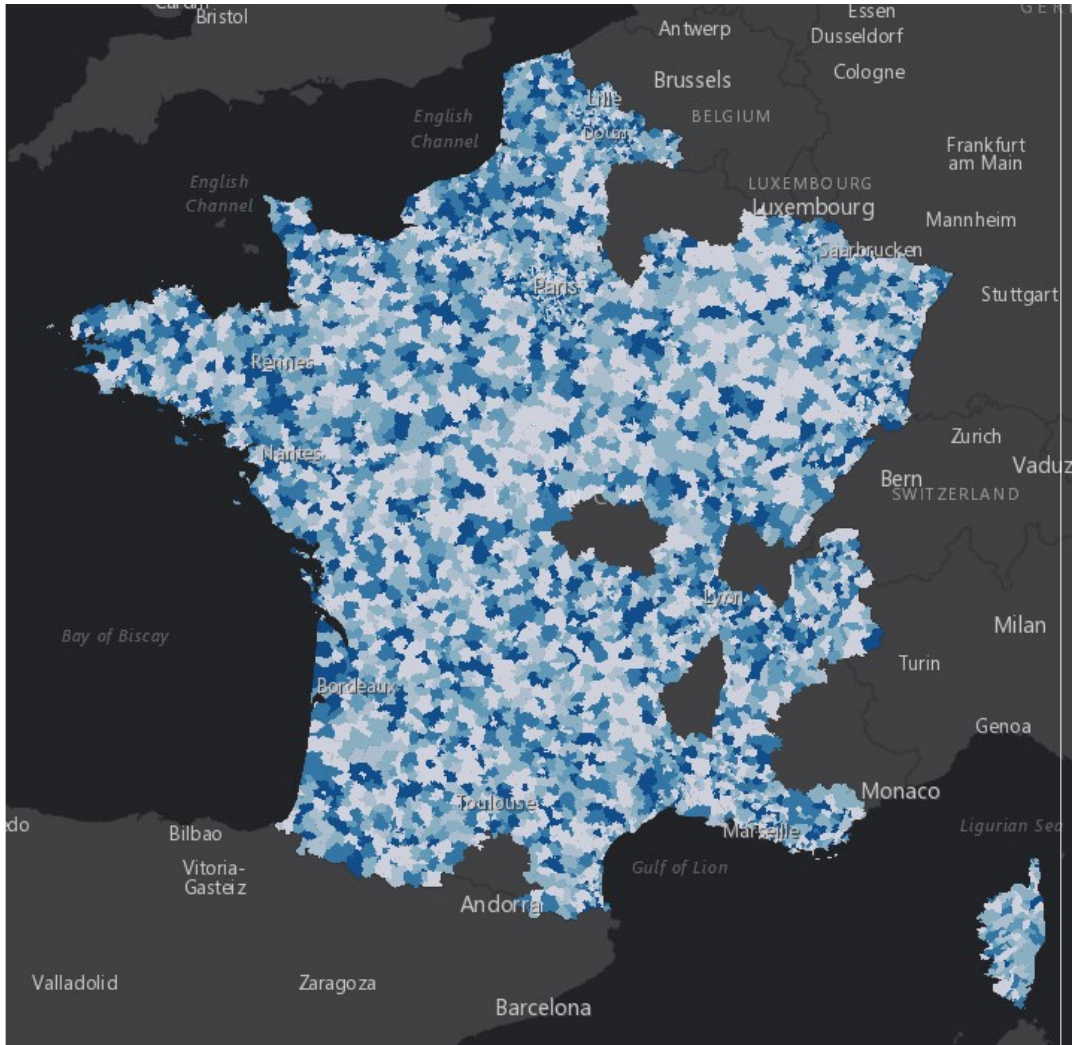 Bristol
Essen
Antwerp
Dusseldorf
Cologne
Brussels
Lille
English
Channel
BELGIUM
Douai
Frankfurt
am Main
English
Channel
LUXEMBOURG
Luxembourg
Mannheim
Saarbrucken
Paris
Stuttgart
Rennes
Zurich
Nantes
Bern
Vaduz
SWITZERLAND
Lyon
Bay of Biscay
Milan
Turin
Bordeaux
Genoa
Monaco
Toulouse
Marseille
Ligurian Sea
Bilbao
Vitoria-
Gasteiz
Gulf of Lion
Andorra
Valladolid
Zaragoza
Barcelona